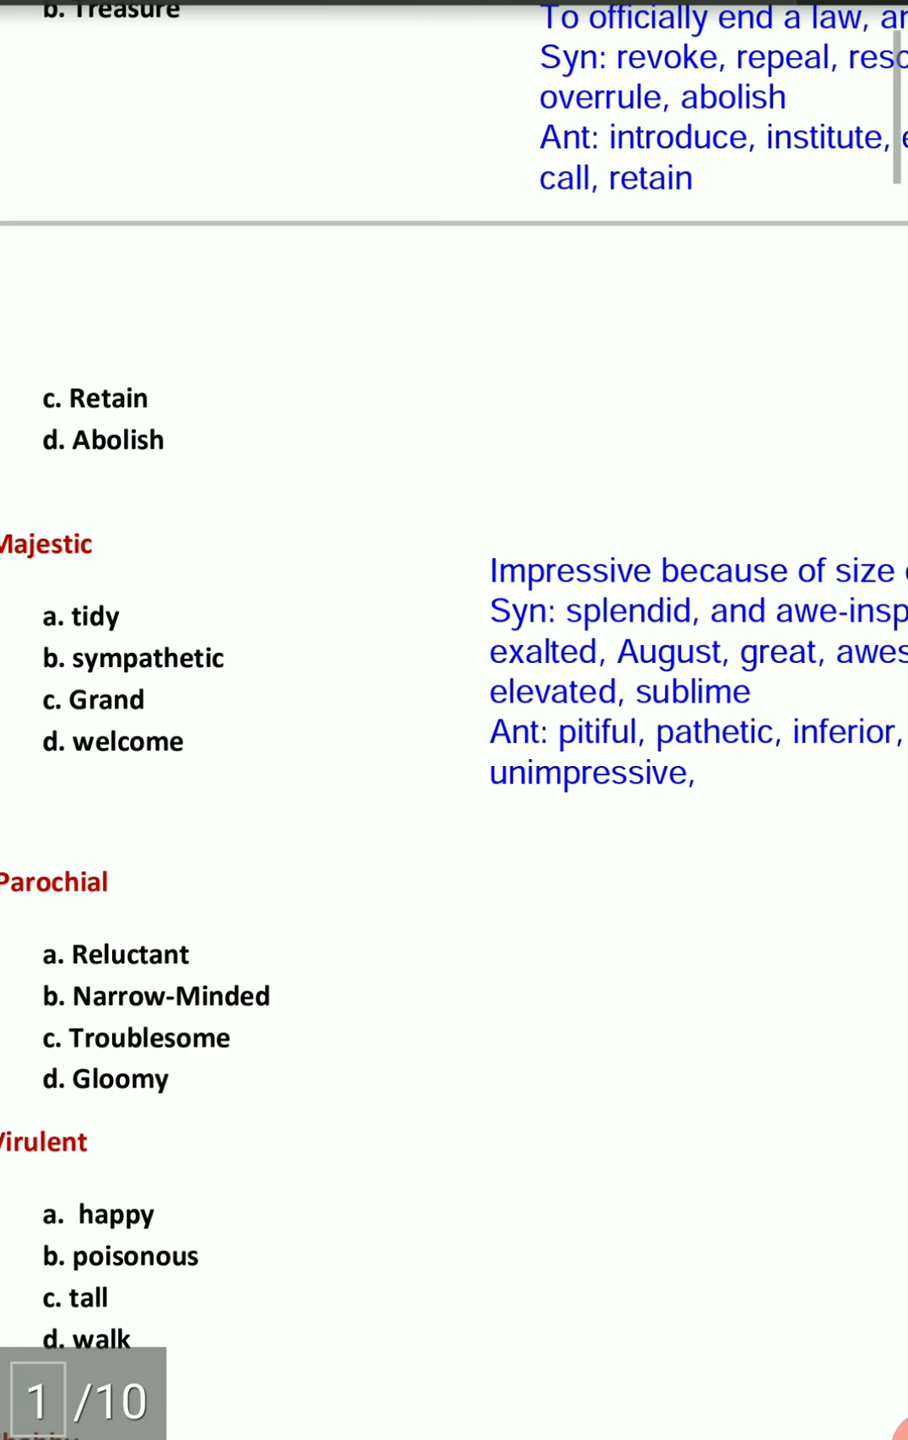 b. Treasure
To officially end a law, an
Syn: revoke, repeal, resc
overrule, abolish
Ant: introduce, institute, e
call, retain
c. Retain
d. Abolish
Majestic
a. tidy
b. sympathetic
c. Grand
d. welcome
Impressive because of size
Syn: splendid, and awe-insp
exalted, August, great, awes
elevated, sublime
Ant: pitiful, pathetic, inferior,
unimpressive,
Parochial
a. Reluctant
b. Narrow-Minded
c. Troublesome
d. Gloomy
Virulent
a. happy
b. poisonous
c. tall
d. walk
1 /10